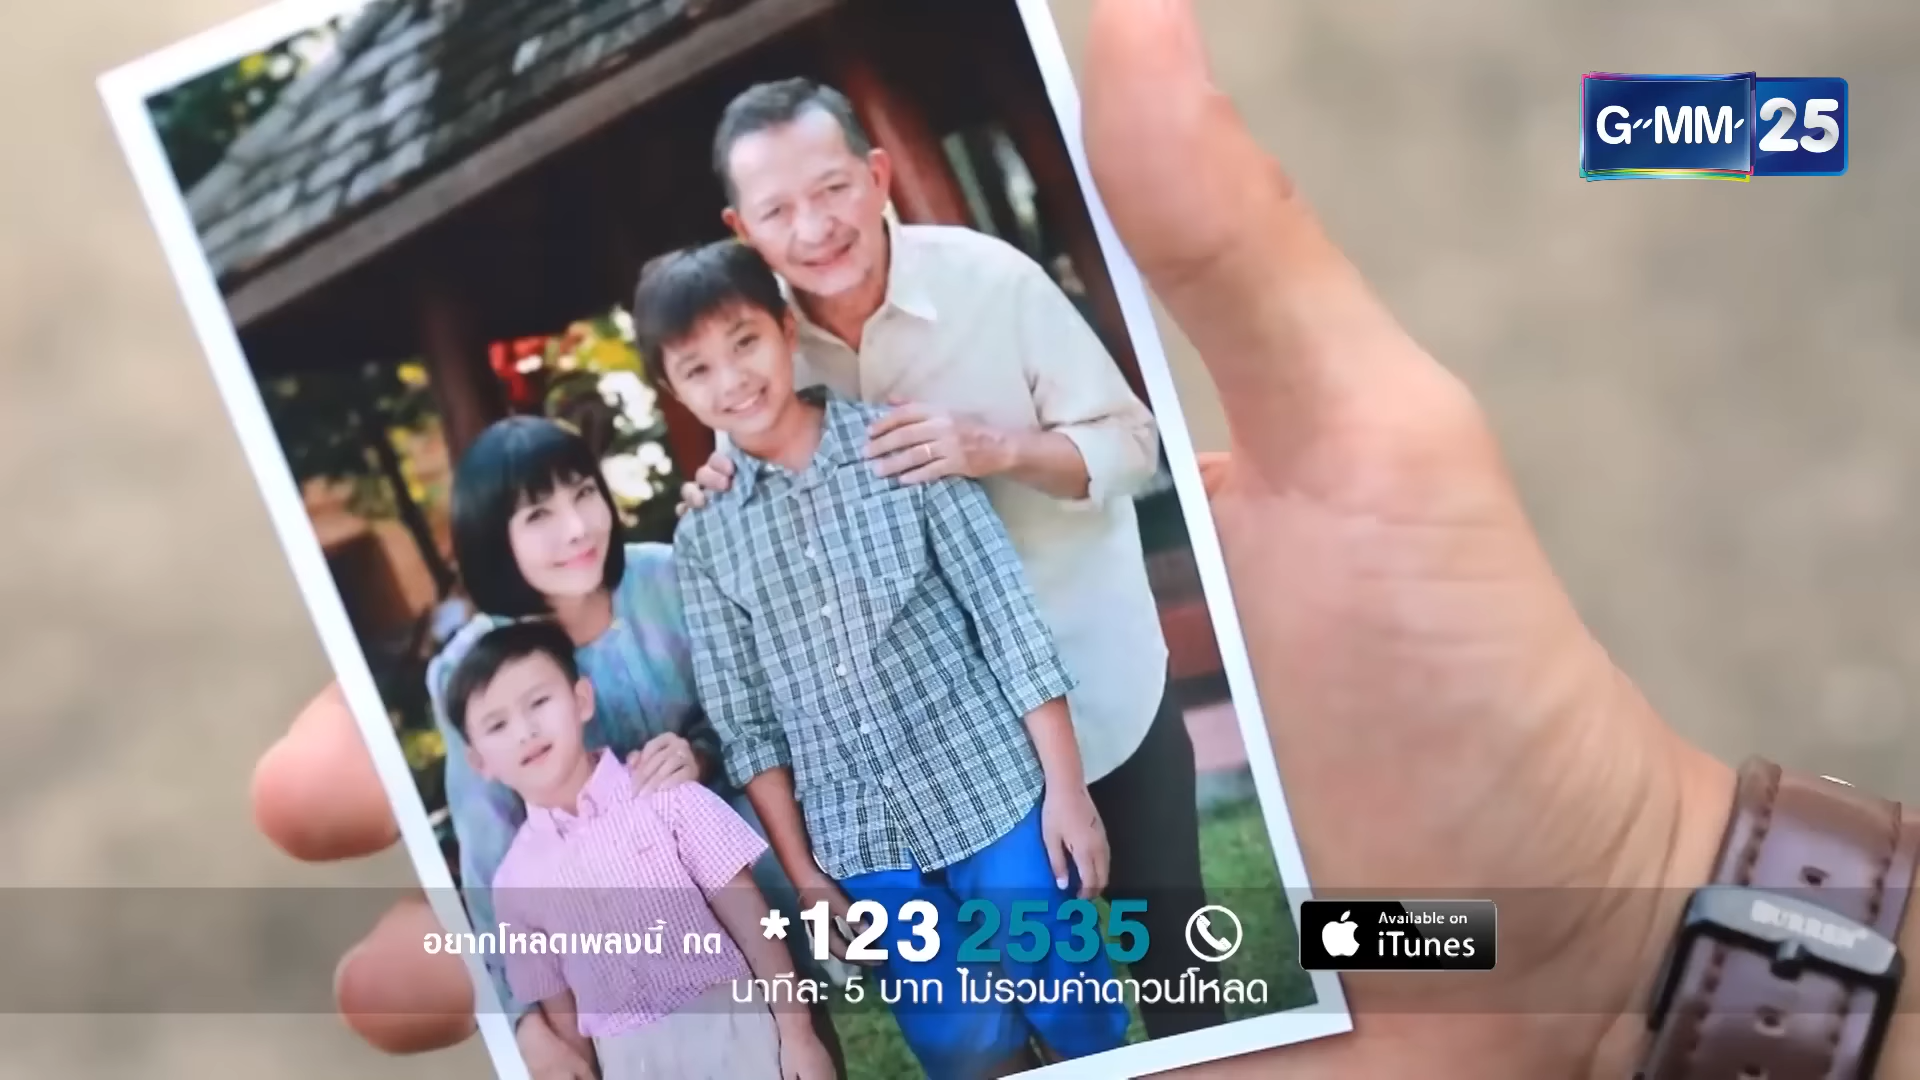 G"MM' 25
อยากโหลดเพลงนี้ กด *123 2535
Available on
iTunes
นาทีละ 5 บาท ไม่รวมค่าดาวน์โหลด